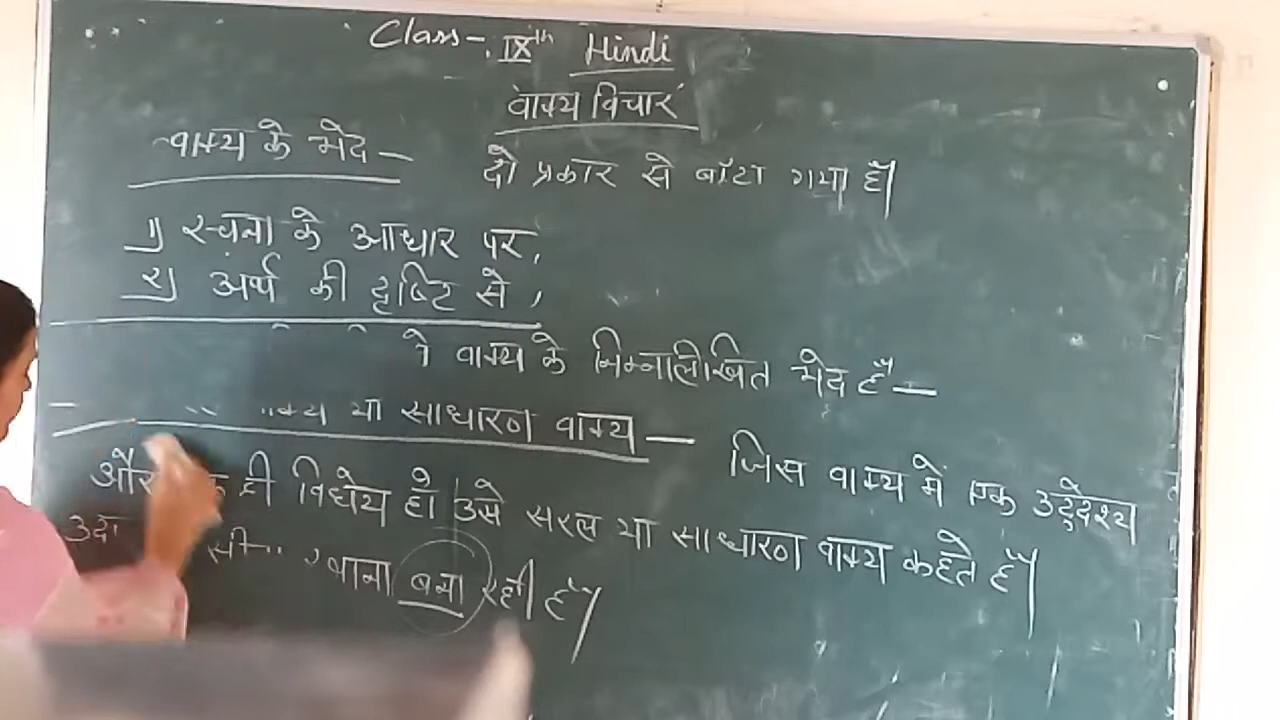 Class-. IXth Hindi
वाक्य विचार
वाक्य के भेद — दो प्रकार से बाँटा गया है।
1) रचना के आधार पर,
२) अर्थ की दृष्टि से,
वाक्य के निम्नलिखित भेद हैं —
या साधारण वाक्य — जिस वाक्य में एक उद्देश्य
और ही विधेय हो उसे सरल या साधारण वाक्य कहते हैं।
खाना बना रही है।